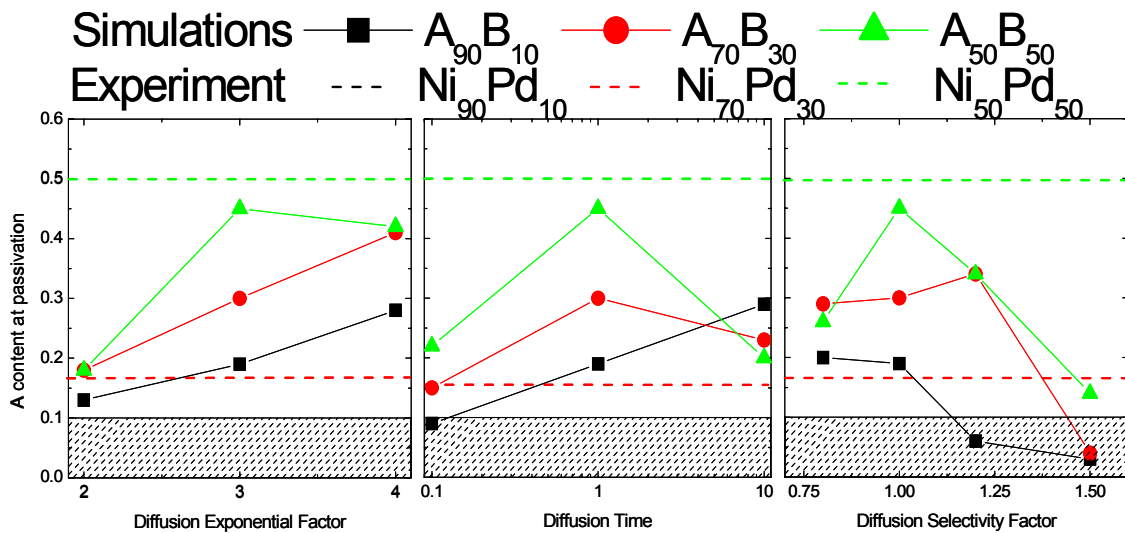 Simulations A90B10 A70B30 A50B50
Experiment Ni90Pd10 Ni70Pd30 Ni50Pd50
A content at passivation
0.6
0.5
0.4
0.3
0.2
0.1
0.0
2 3 4
0.1 1 10
0.75 1.00 1.25 1.50
Diffusion Exponential Factor
Diffusion Time
Diffusion Selectivity Factor